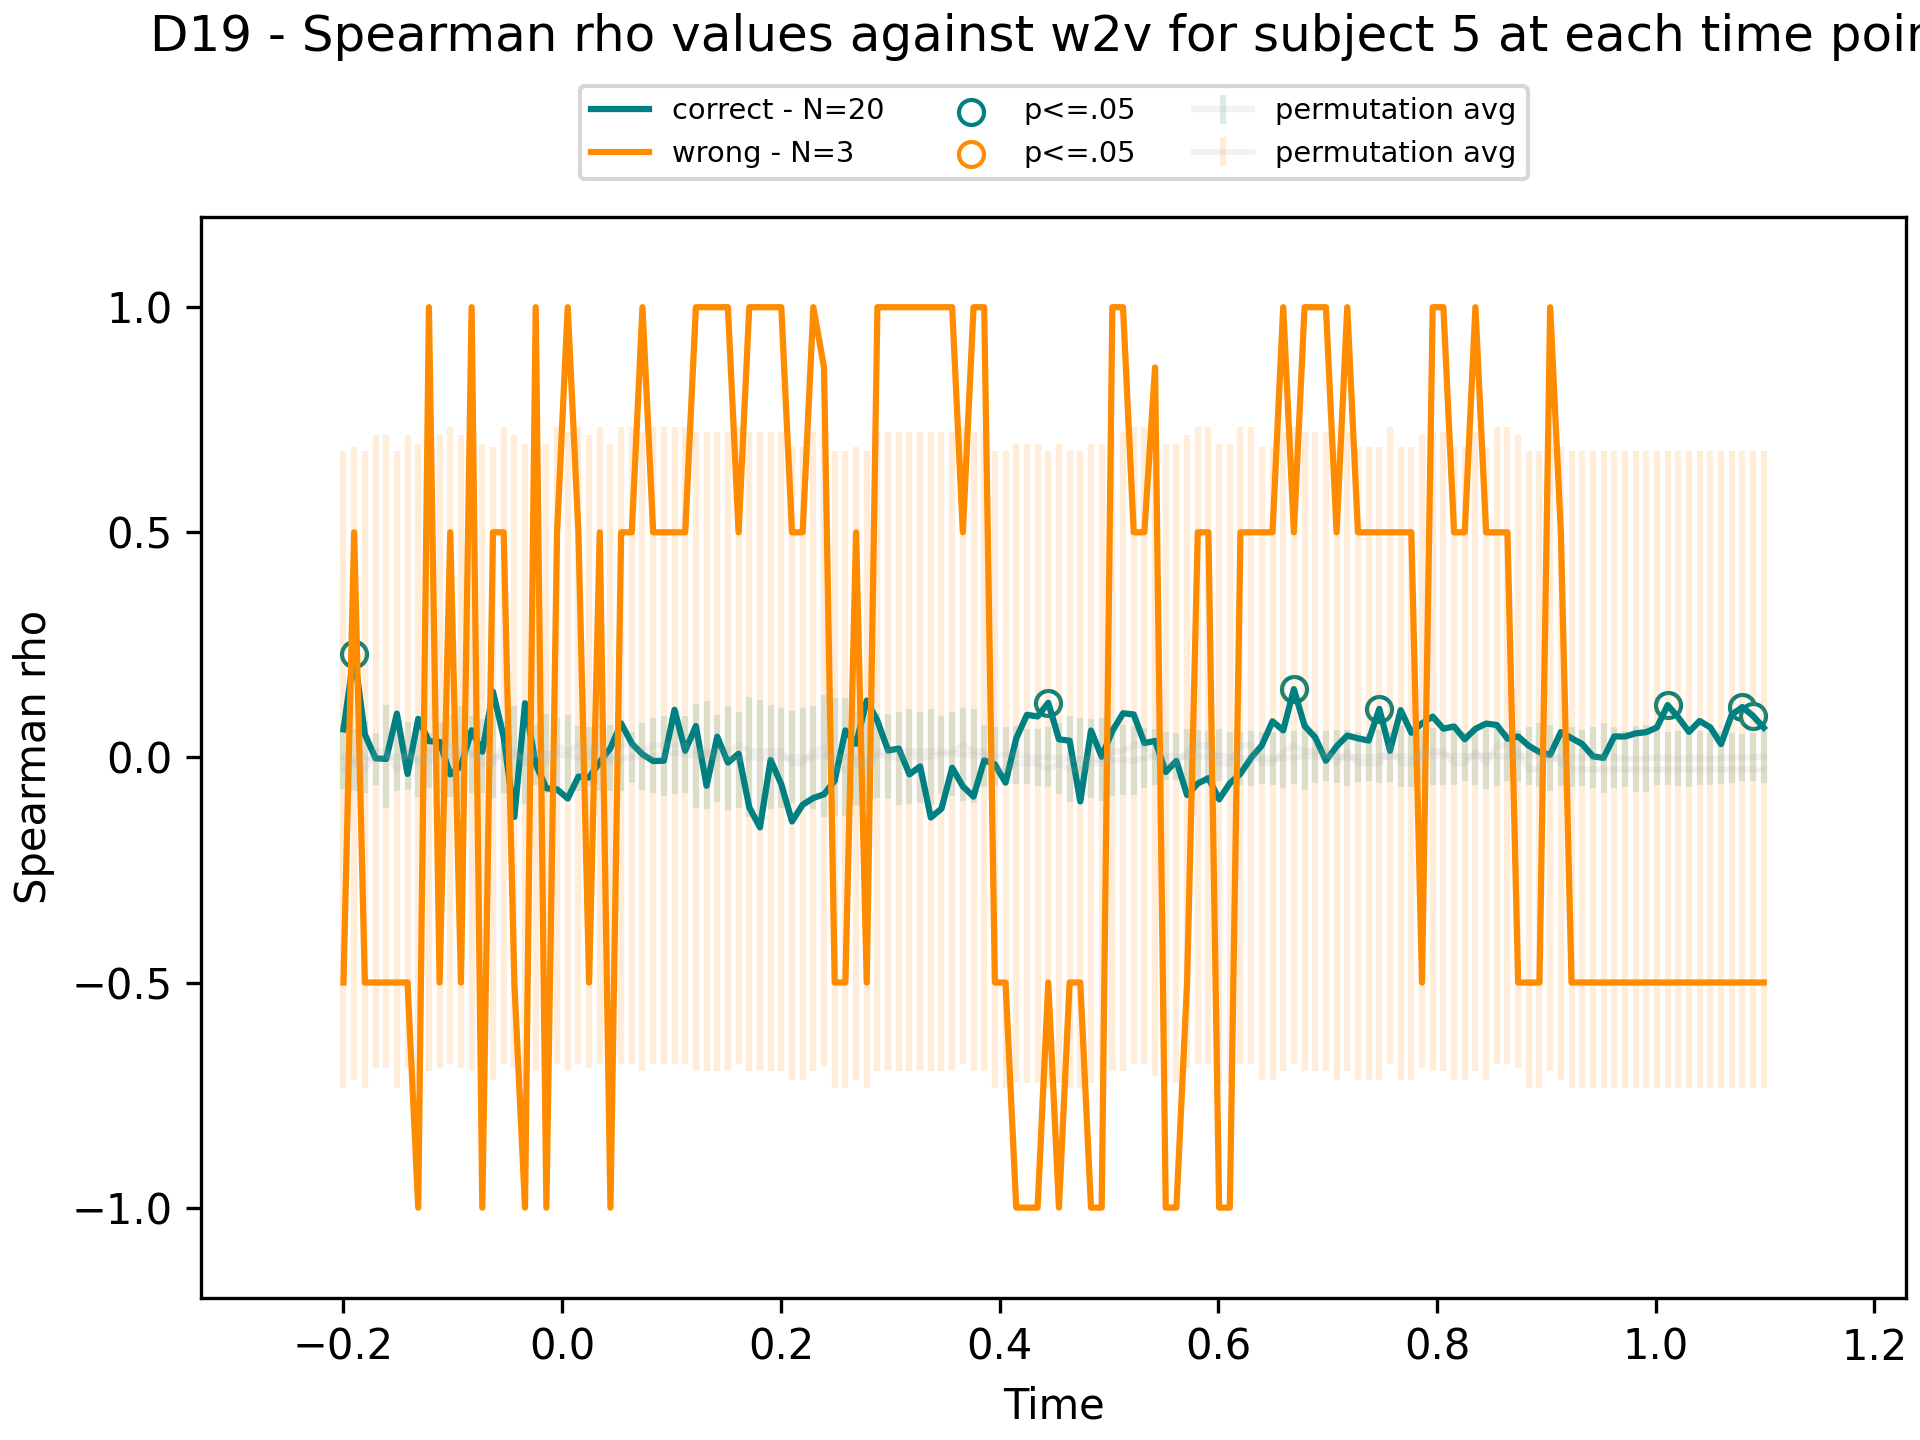 D19 - Spearman rho values against w2v for subject 5 at each time
correct - N=20
wrong - N=3
p<=.05
p<=.05
permutation avg
permutation avg
1.0
0.5
0.0
−0.5
−1.0
Spearman rho
−0.2
0.0
0.2
0.4
0.6
0.8
1.0
1.2
Time